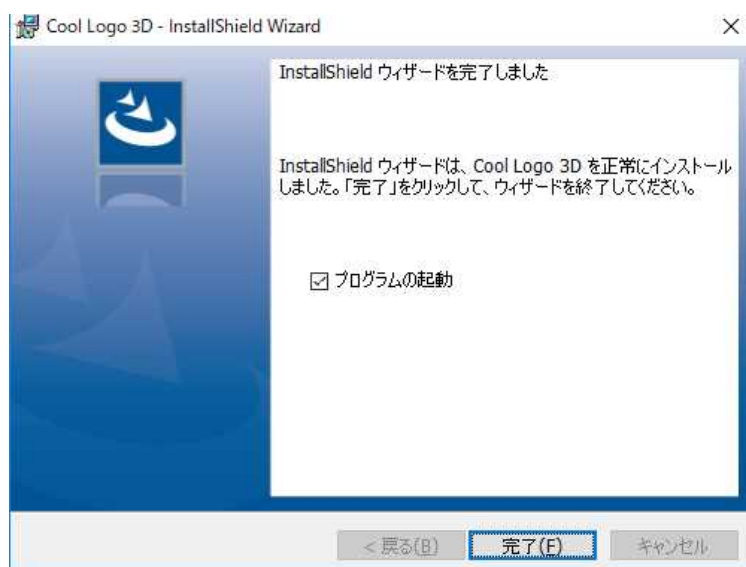 Cool Logo 3D - InstallShield Wizard
InstallShield ウィザードを完了しました
InstallShield ウィザードは、Cool Logo 3D を正常にインストール
しました。「完了」をクリックして、ウィザードを終了してください。
プログラムの起動
< 戻る(B)
完了(F)
キャンセル